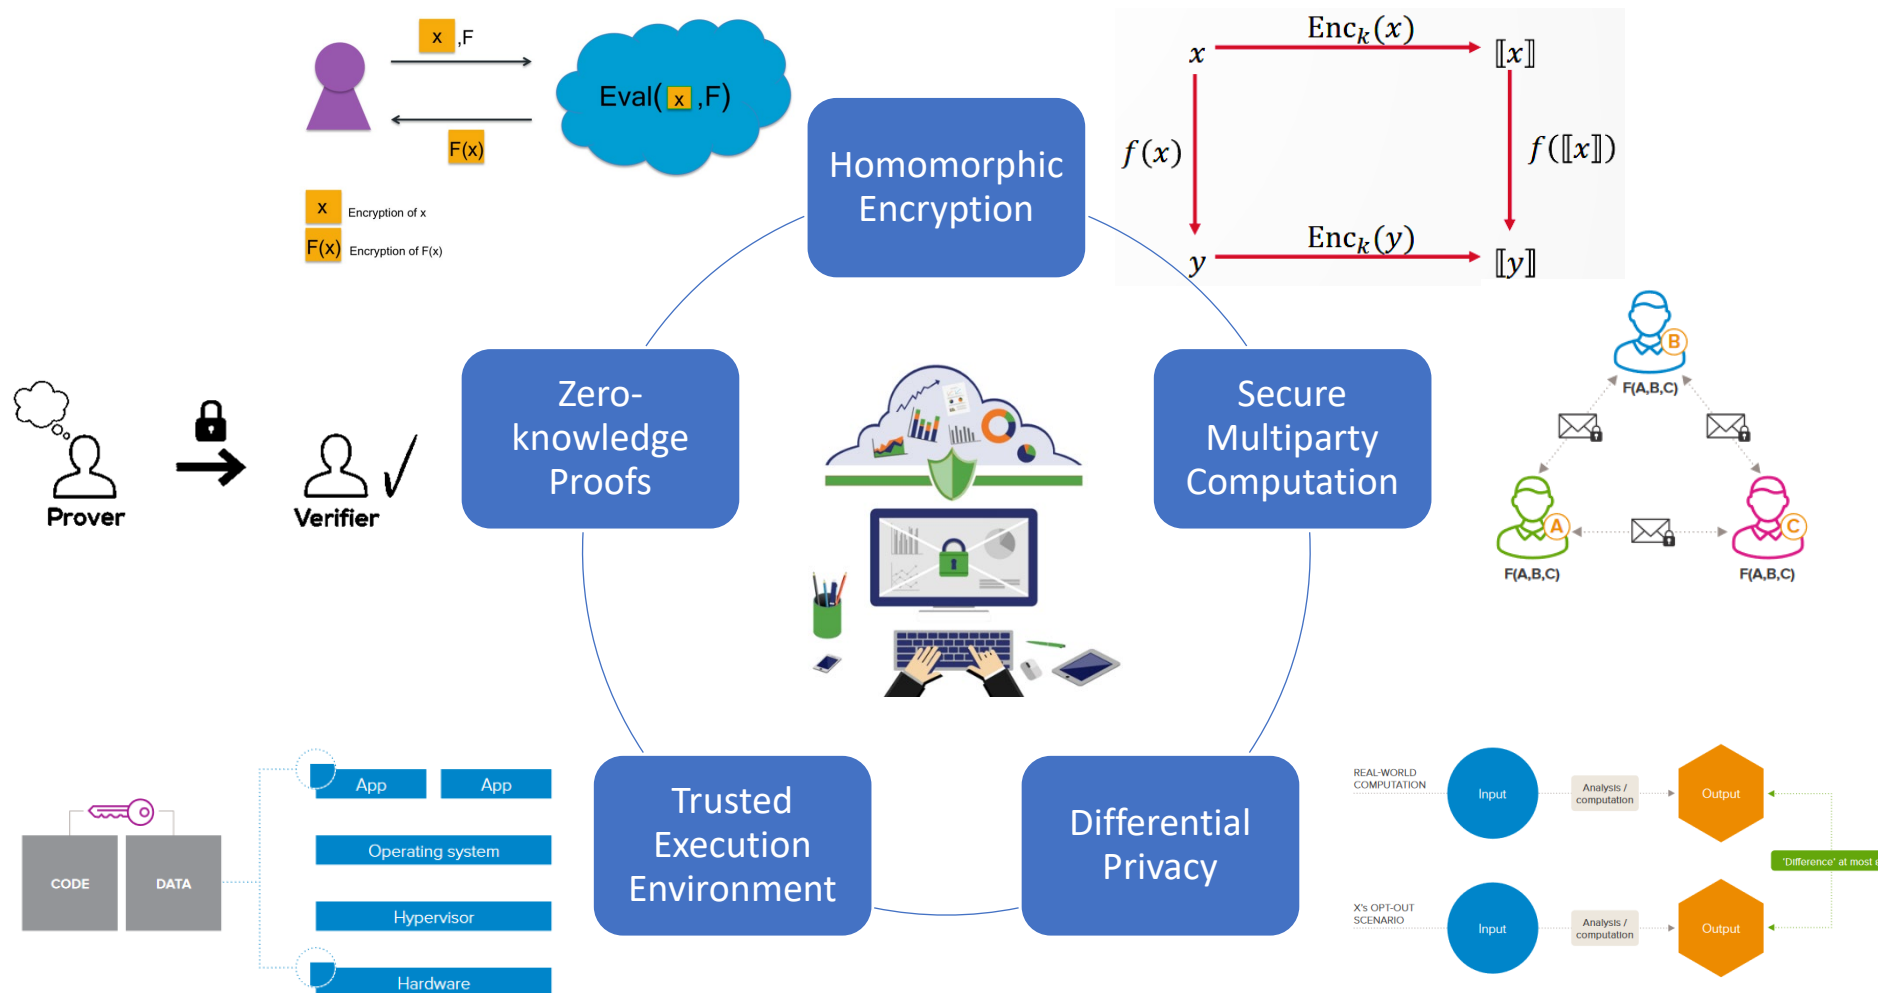 x ,F
Eval( x ,F)
F(x)
x Encryption of x
F(x) Encryption of F(x)
Homomorphic
Encryption
Enc_k(x)
x ⟦x⟧
f(x) f(⟦x⟧)
Enc_k(y)
y ⟦y⟧
Zero-
knowledge
Proofs
Prover
Verifier
Secure
Multiparty
Computation
B
F(A,B,C)
A
F(A,B,C)
C
F(A,B,C)
Trusted
Execution
Environment
CODE
DATA
App
App
Operating system
Hypervisor
Hardware
Differential
Privacy
REAL-WORLD
COMPUTATION
Input
Analysis /
computation
Output
'Difference' at most
X's OPT-OUT
SCENARIO
Input
Analysis /
computation
Output